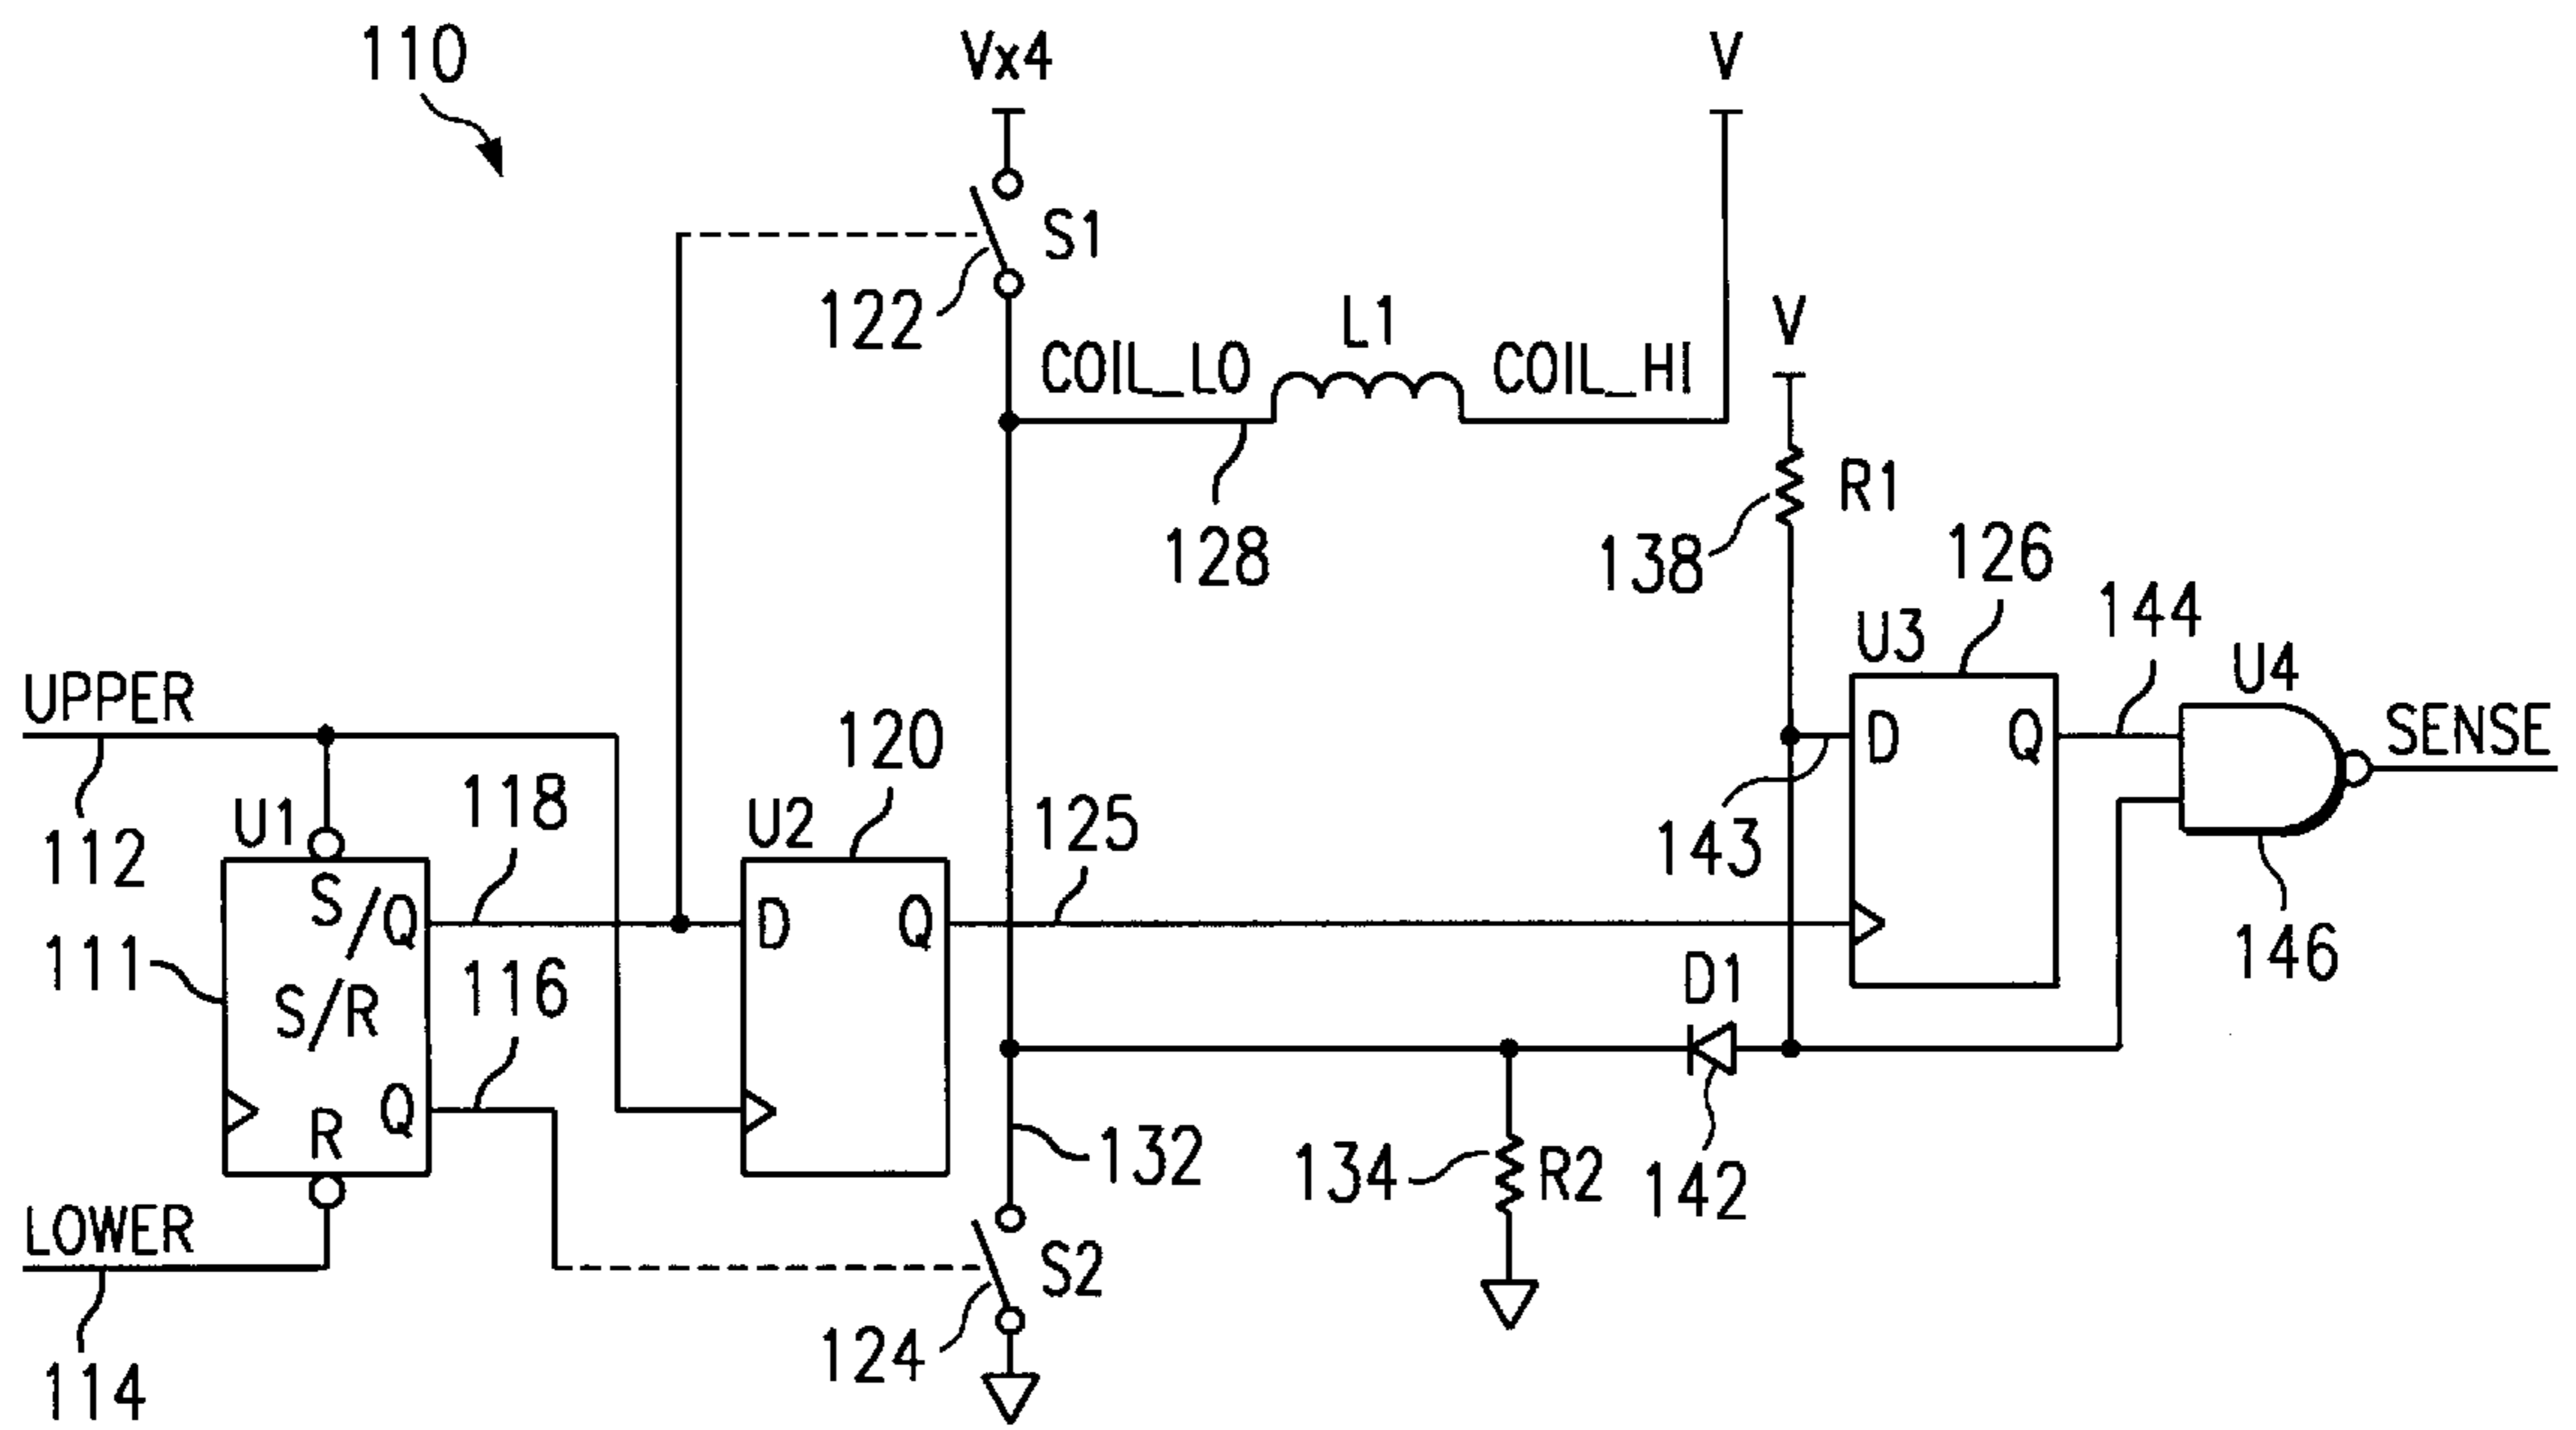 110
Vx4
V
S1
122
L1
COIL_LO
COIL_HI
V
128
R1
138
126
U3
144
U4
UPPER
SENSE
112
120
D
Q
U1
118
U2
125
143
S
/Q
D
Q
146
111
116
S/R
D1
R
Q
132
134
R2
142
LOWER
S2
124
114